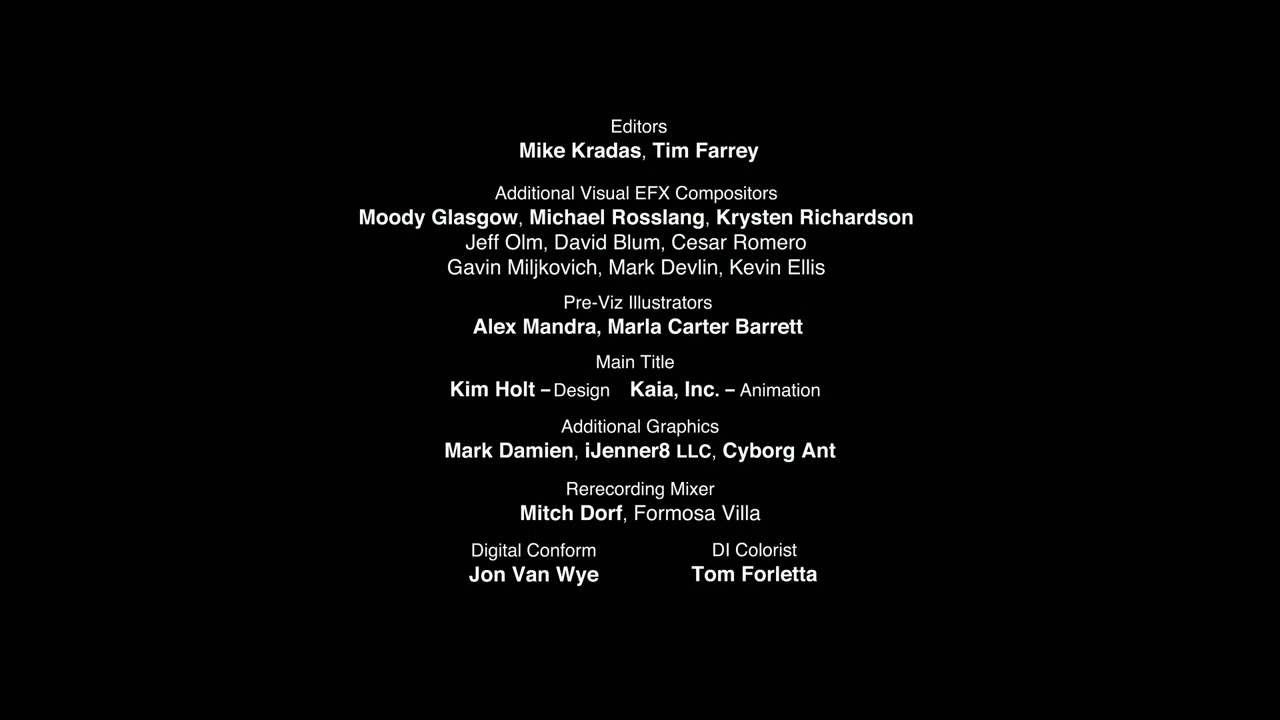 Editors
Mike Kradas, Tim Farrey
Additional Visual EFX Compositors
Moody Glasgow, Michael Rosslang, Krysten Richardson
Jeff Olm, David Blum, Cesar Romero
Gavin Miljkovich, Mark Devlin, Kevin Ellis
Pre-Viz Illustrators
Alex Mandra, Marla Carter Barrett
Main Title
Kim Holt – Design Kaia, Inc. – Animation
Additional Graphics
Mark Damien, iJenner8 LLC, Cyborg Ant
Rerecording Mixer
Mitch Dorf, Formosa Villa
Digital Conform DI Colorist
Jon Van Wye Tom Forletta